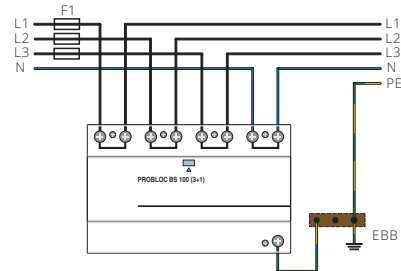 F1
L1 L1
L2 L2
L3 L3
N N
PE
PROBLOC BS 100 (3+1)
EBB